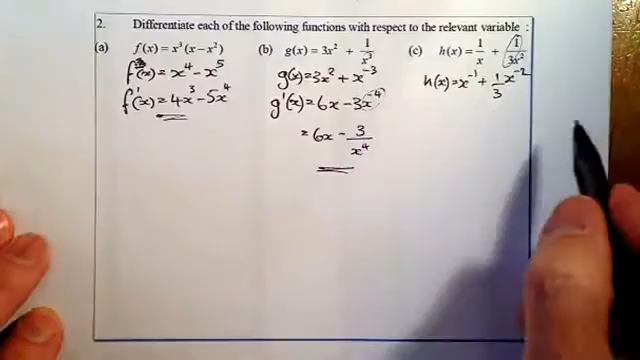 2. Differentiate each of the following functions with respect to the relevant variable :
(a) f(x) = x³(x − x²) (b) g(x) = 3x² + 1/x³ (c) h(x) = 1/x + 1/3x²
f(x) = x⁴ − x⁵
f'(x) = 4x³ − 5x⁴
g(x) = 3x² + x⁻³
g'(x) = 6x − 3x⁻⁴
= 6x − 3/x⁴
h(x) = x⁻¹ + 1/3 x⁻²